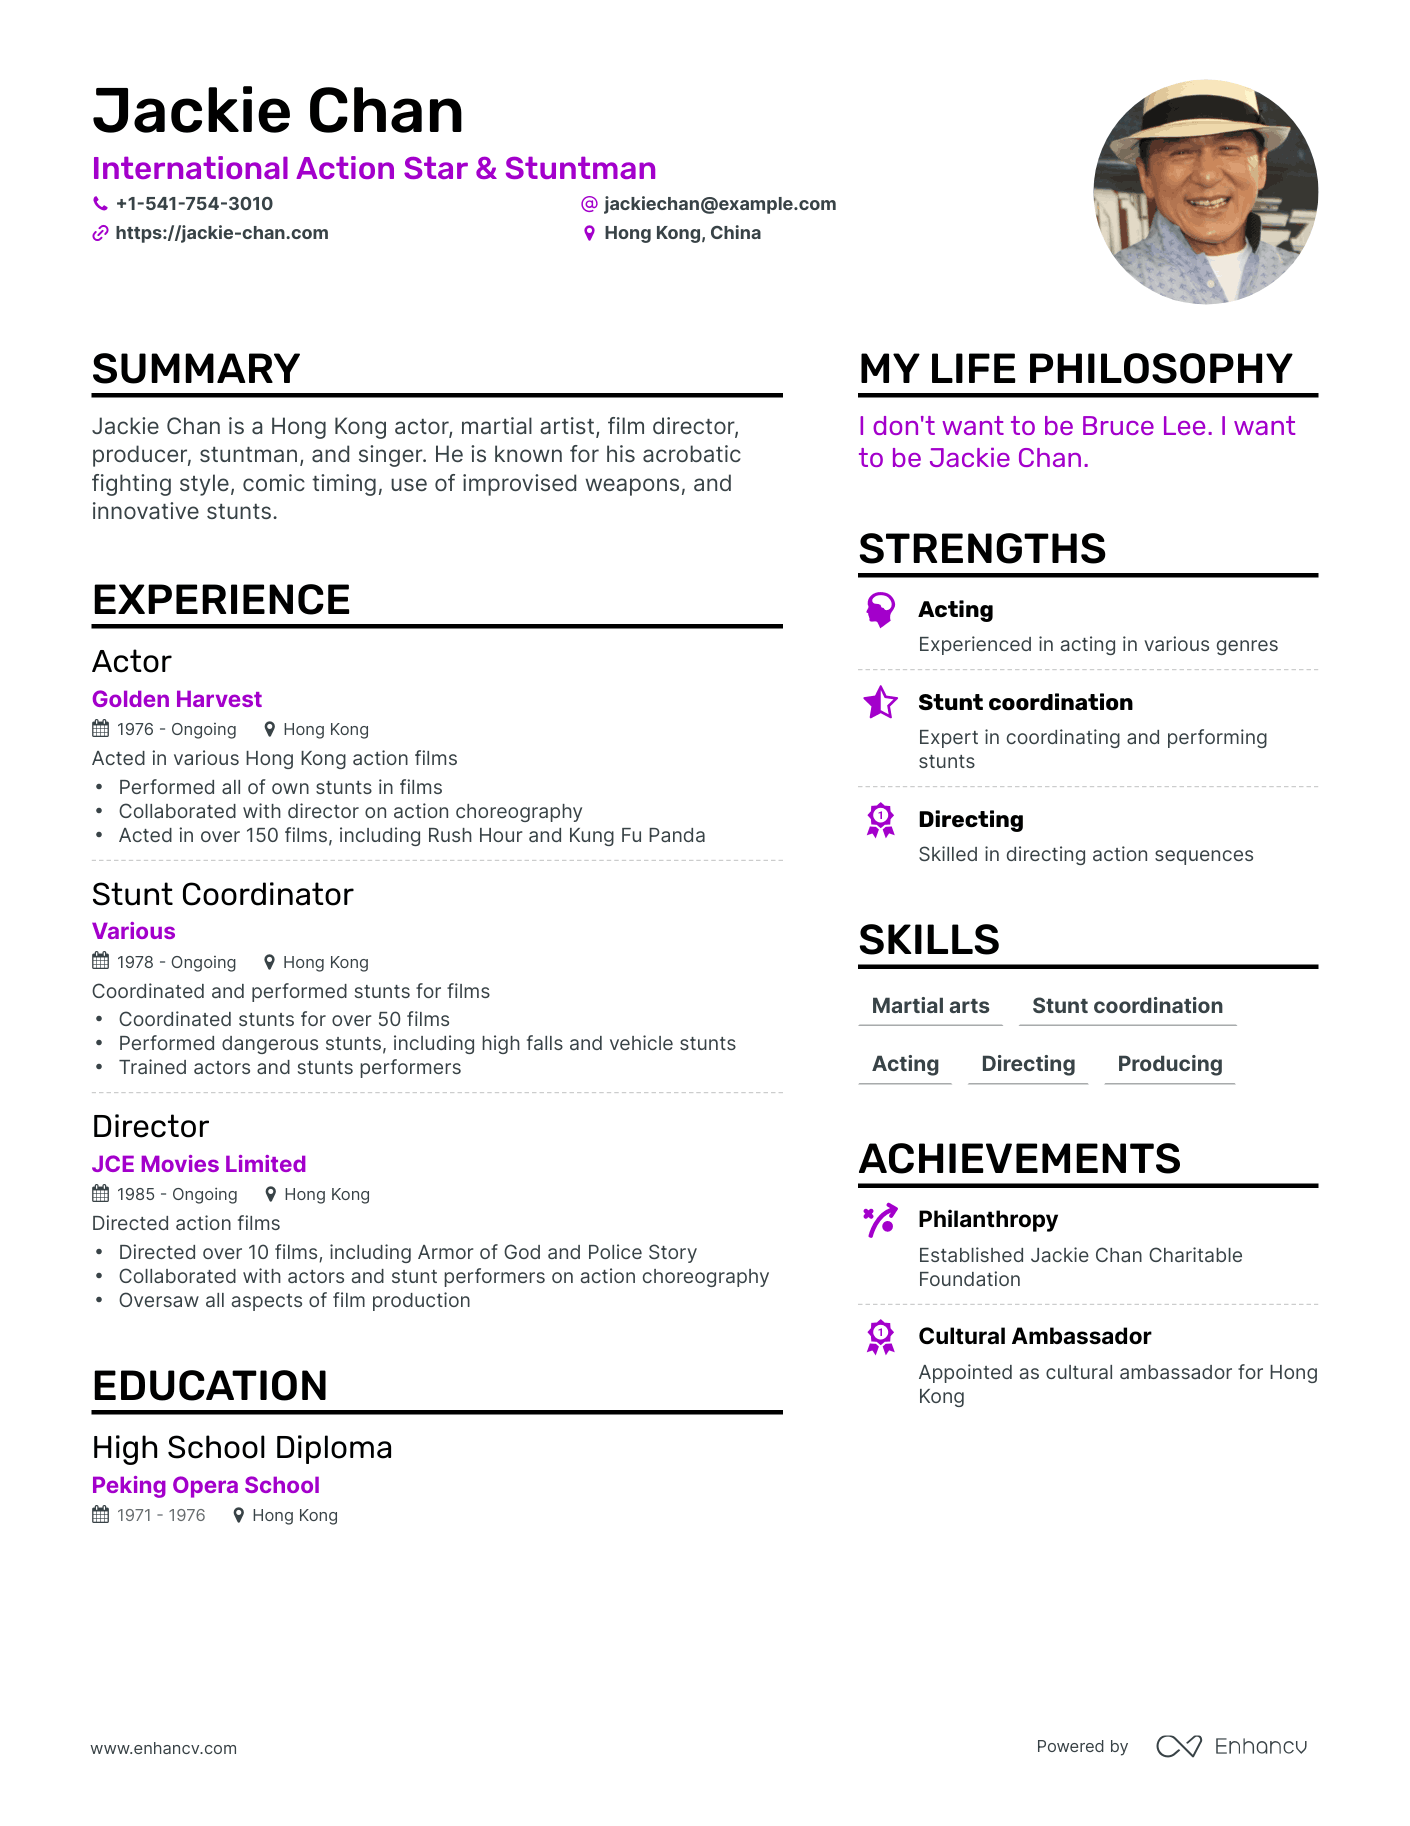 Jackie Chan
International Action Star & Stuntman
+1-541-754-3010
@ jackiechan@example.com
https://jackie-chan.com
Hong Kong, China
SUMMARY
Jackie Chan is a Hong Kong actor, martial artist, film director,
producer, stuntman, and singer. He is known for his acrobatic
fighting style, comic timing, use of improvised weapons, and
innovative stunts.
EXPERIENCE
Actor
Golden Harvest
1976 - Ongoing Hong Kong
Acted in various Hong Kong action films
• Performed all of own stunts in films
• Collaborated with director on action choreography
• Acted in over 150 films, including Rush Hour and Kung Fu Panda
Stunt Coordinator
Various
1978 - Ongoing Hong Kong
Coordinated and performed stunts for films
• Coordinated stunts for over 50 films
• Performed dangerous stunts, including high falls and vehicle stunts
• Trained actors and stunts performers
Director
JCE Movies Limited
1985 - Ongoing Hong Kong
Directed action films
• Directed over 10 films, including Armor of God and Police Story
• Collaborated with actors and stunt performers on action choreography
• Oversaw all aspects of film production
EDUCATION
High School Diploma
Peking Opera School
1971 - 1976 Hong Kong
MY LIFE PHILOSOPHY
I don't want to be Bruce Lee. I want
to be Jackie Chan.
STRENGTHS
Acting
Experienced in acting in various genres
Stunt coordination
Expert in coordinating and performing
stunts
1
Directing
Skilled in directing action sequences
SKILLS
Martial arts Stunt coordination
Acting Directing Producing
ACHIEVEMENTS
Philanthropy
Established Jackie Chan Charitable
Foundation
1
Cultural Ambassador
Appointed as cultural ambassador for Hong
Kong
www.enhancv.com
Powered by Enhancv